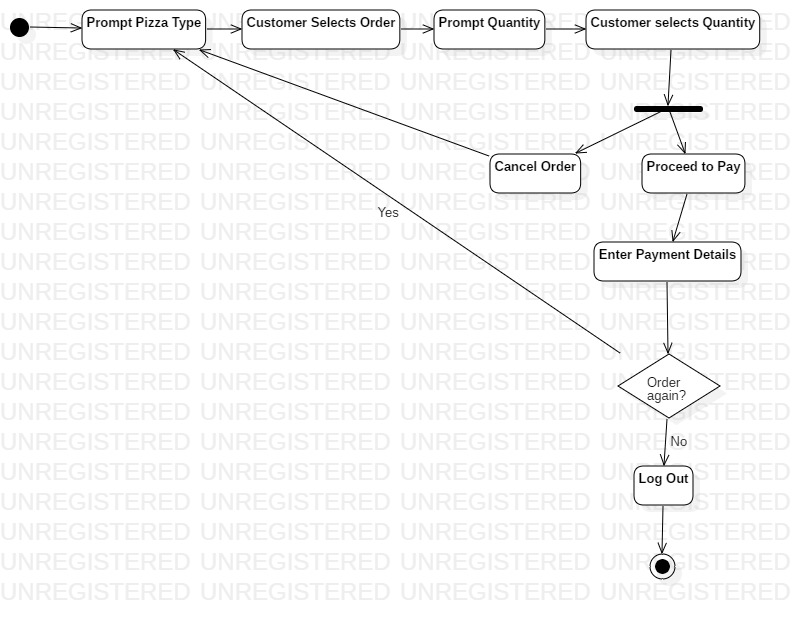 Prompt Pizza Type
Customer Selects Order
Prompt Quantity
Customer selects Quantity
Cancel Order
Proceed to Pay
Yes
Enter Payment Details
Order
again?
No
Log Out
UNREGISTERED UNREGISTERED UNREGISTERED UNREGISTERED